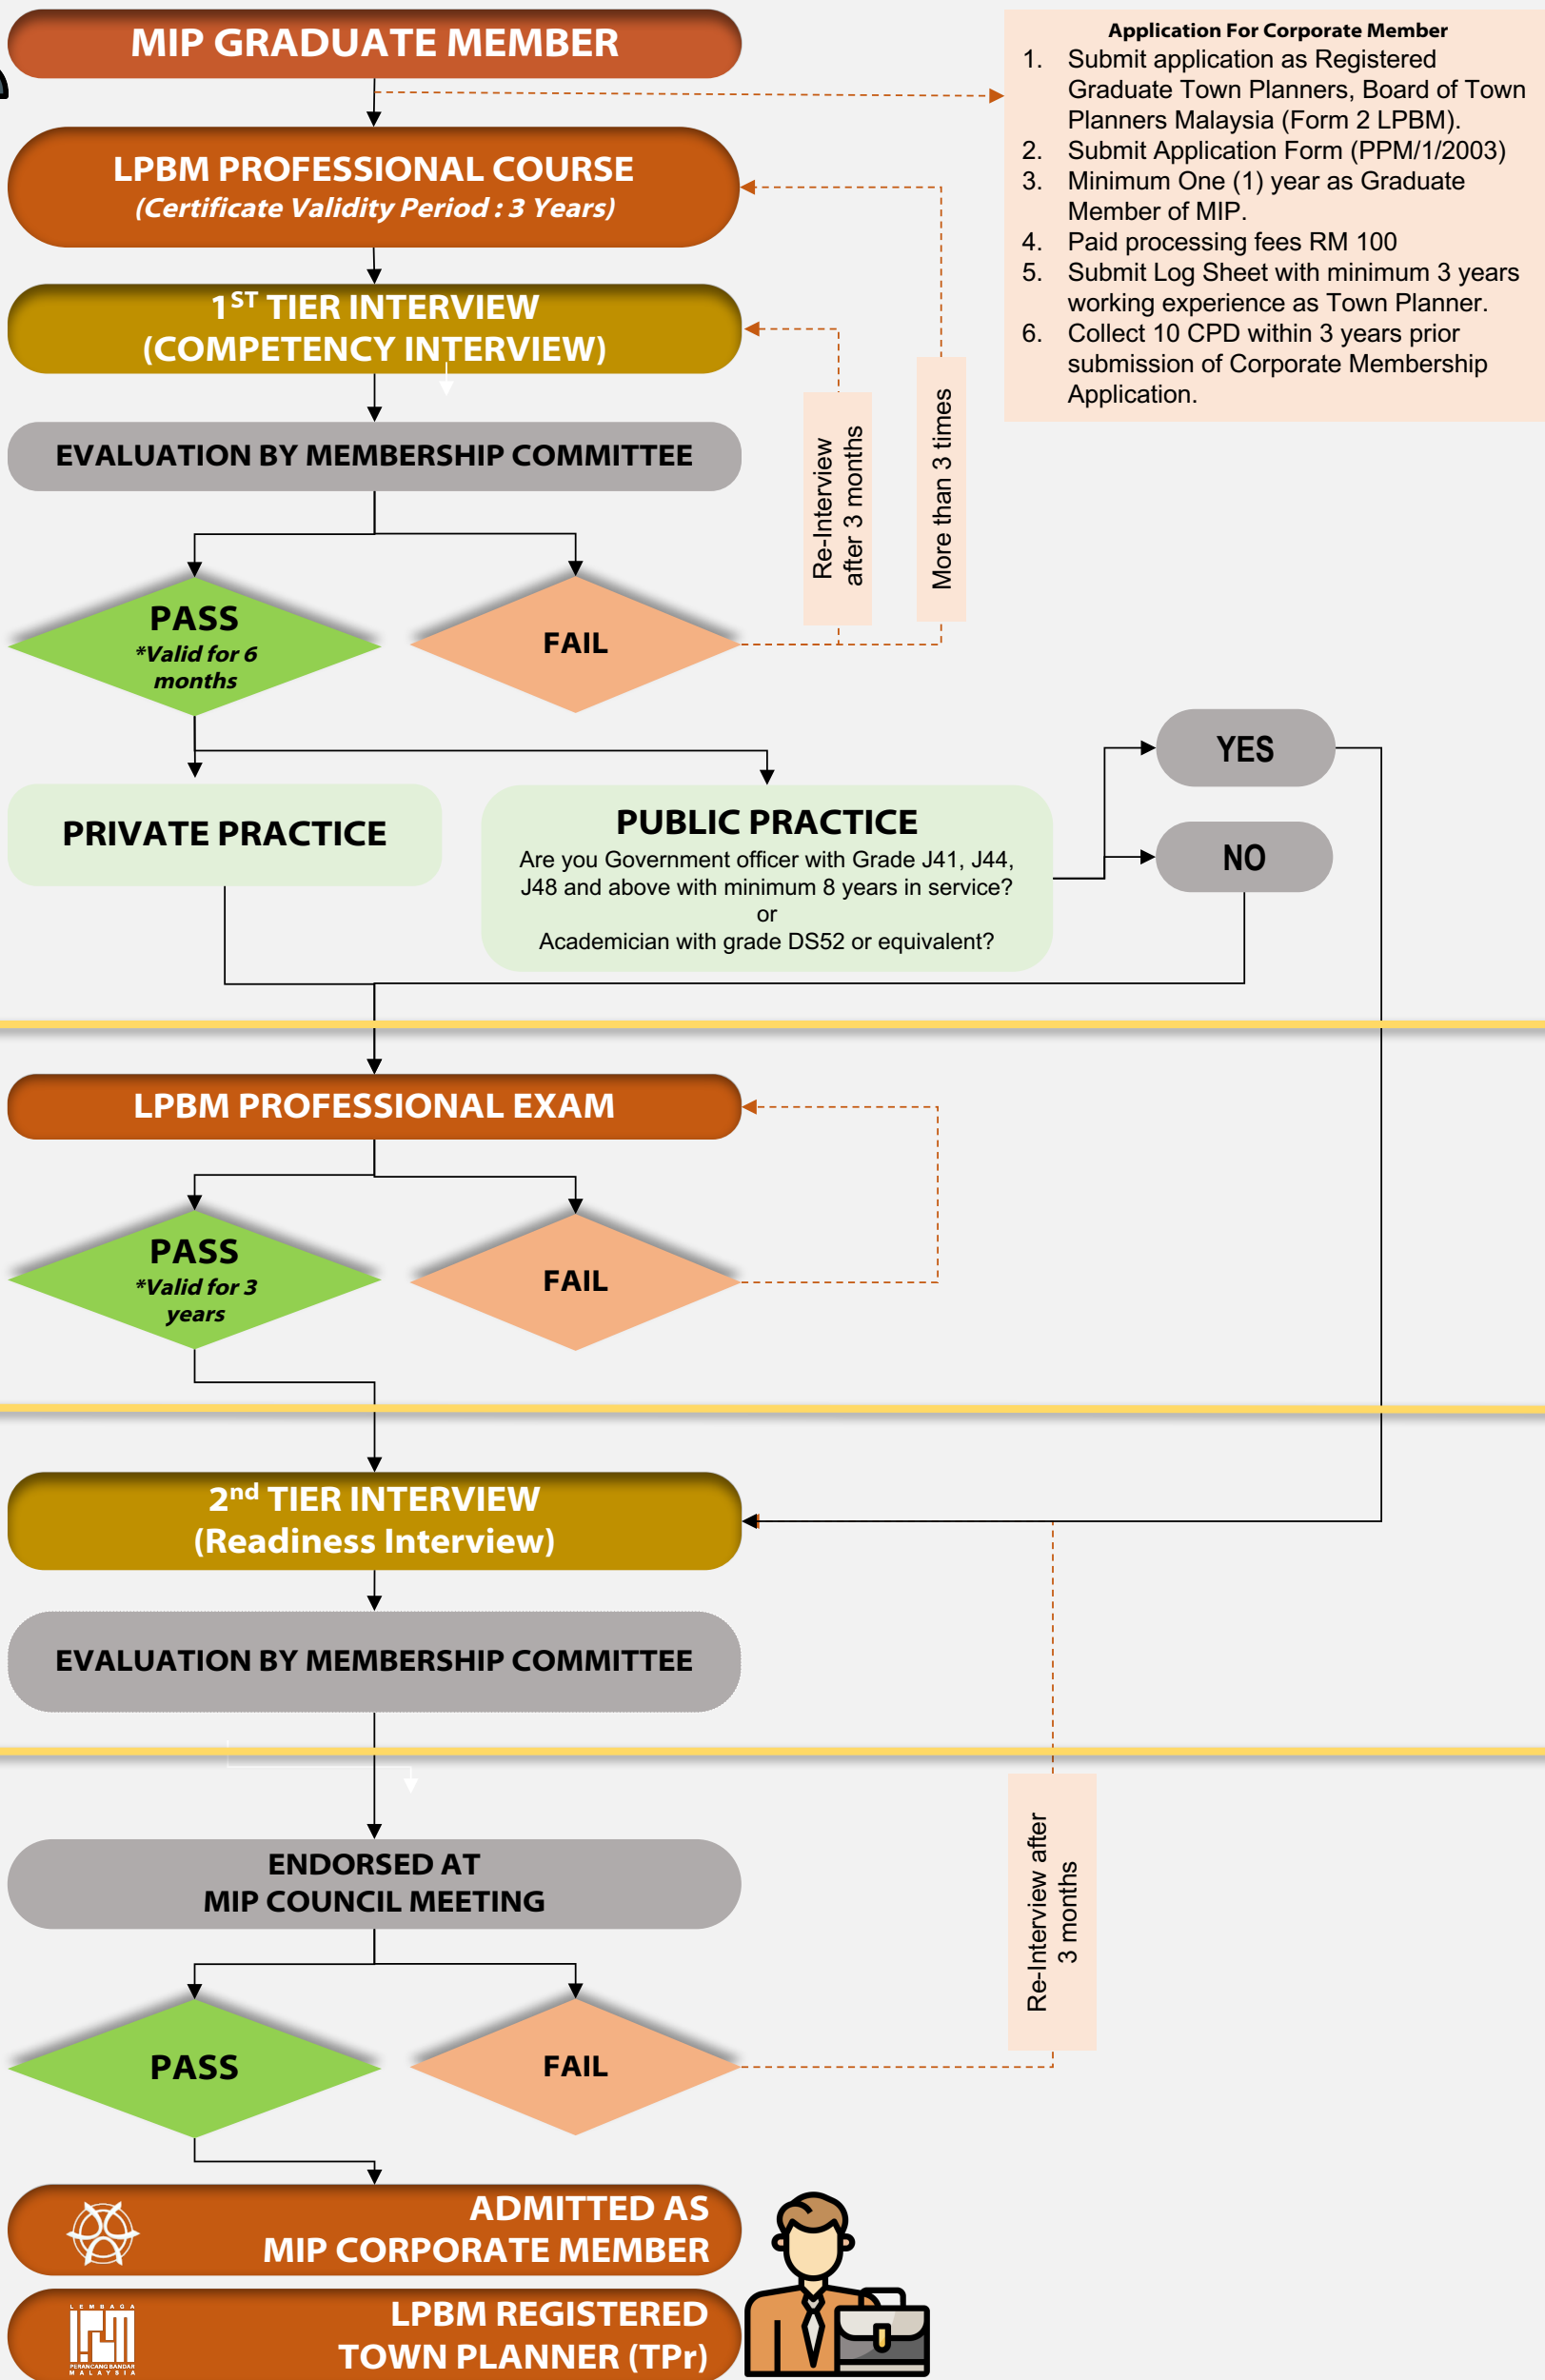 MIP GRADUATE MEMBER
Application For Corporate Member
1. Submit application as Registered
Graduate Town Planners, Board of Town
Planners Malaysia (Form 2 LPBM).
2. Submit Application Form (PPM/1/2003)
3. Minimum One (1) year as Graduate
Member of MIP.
4. Paid processing fees RM 100
5. Submit Log Sheet with minimum 3 years
working experience as Town Planner.
6. Collect 10 CPD within 3 years prior
submission of Corporate Membership
Application.
LPBM PROFESSIONAL COURSE
(Certificate Validity Period : 3 Years)
1ST TIER INTERVIEW
(COMPETENCY INTERVIEW)
EVALUATION BY MEMBERSHIP COMMITTEE
Re-Interview
after 3 months
More than 3 times
PASS
*Valid for 6
months
FAIL
PRIVATE PRACTICE
PUBLIC PRACTICE
Are you Government officer with Grade J41, J44,
J48 and above with minimum 8 years in service?
or
Academician with grade DS52 or equivalent?
YES
NO
LPBM PROFESSIONAL EXAM
PASS
*Valid for 3
years
FAIL
2nd TIER INTERVIEW
(Readiness Interview)
EVALUATION BY MEMBERSHIP COMMITTEE
ENDORSED AT
MIP COUNCIL MEETING
Re-Interview after
3 months
PASS
FAIL
ADMITTED AS
MIP CORPORATE MEMBER
LEMBAGA
PERANCANG BANDAR
MALAYSIA
LPBM REGISTERED
TOWN PLANNER (TPr)